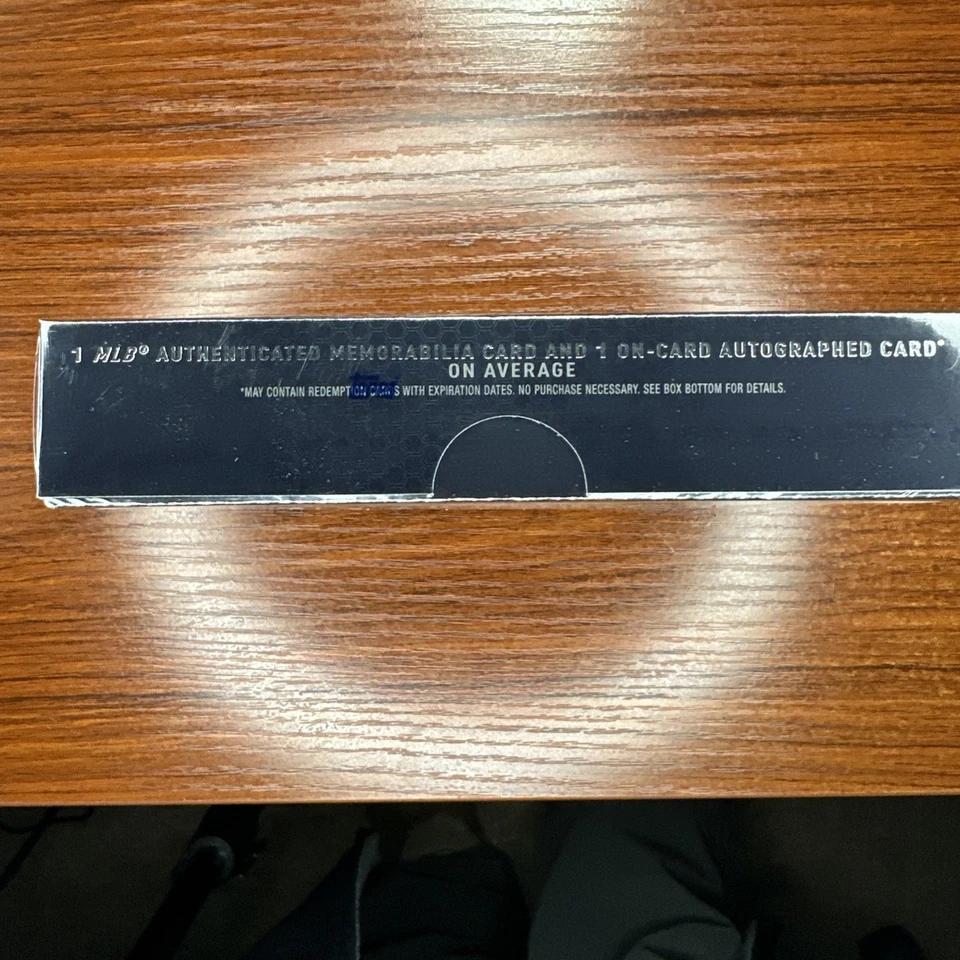 1 MLB® AUTHENTICATED MEMORABILIA CARD AND 1 ON-CARD AUTOGRAPHED CARD*
ON AVERAGE
*MAY CONTAIN REDEMPTION CARDS WITH EXPIRATION DATES. NO PURCHASE NECESSARY. SEE BOX BOTTOM FOR DETAILS.